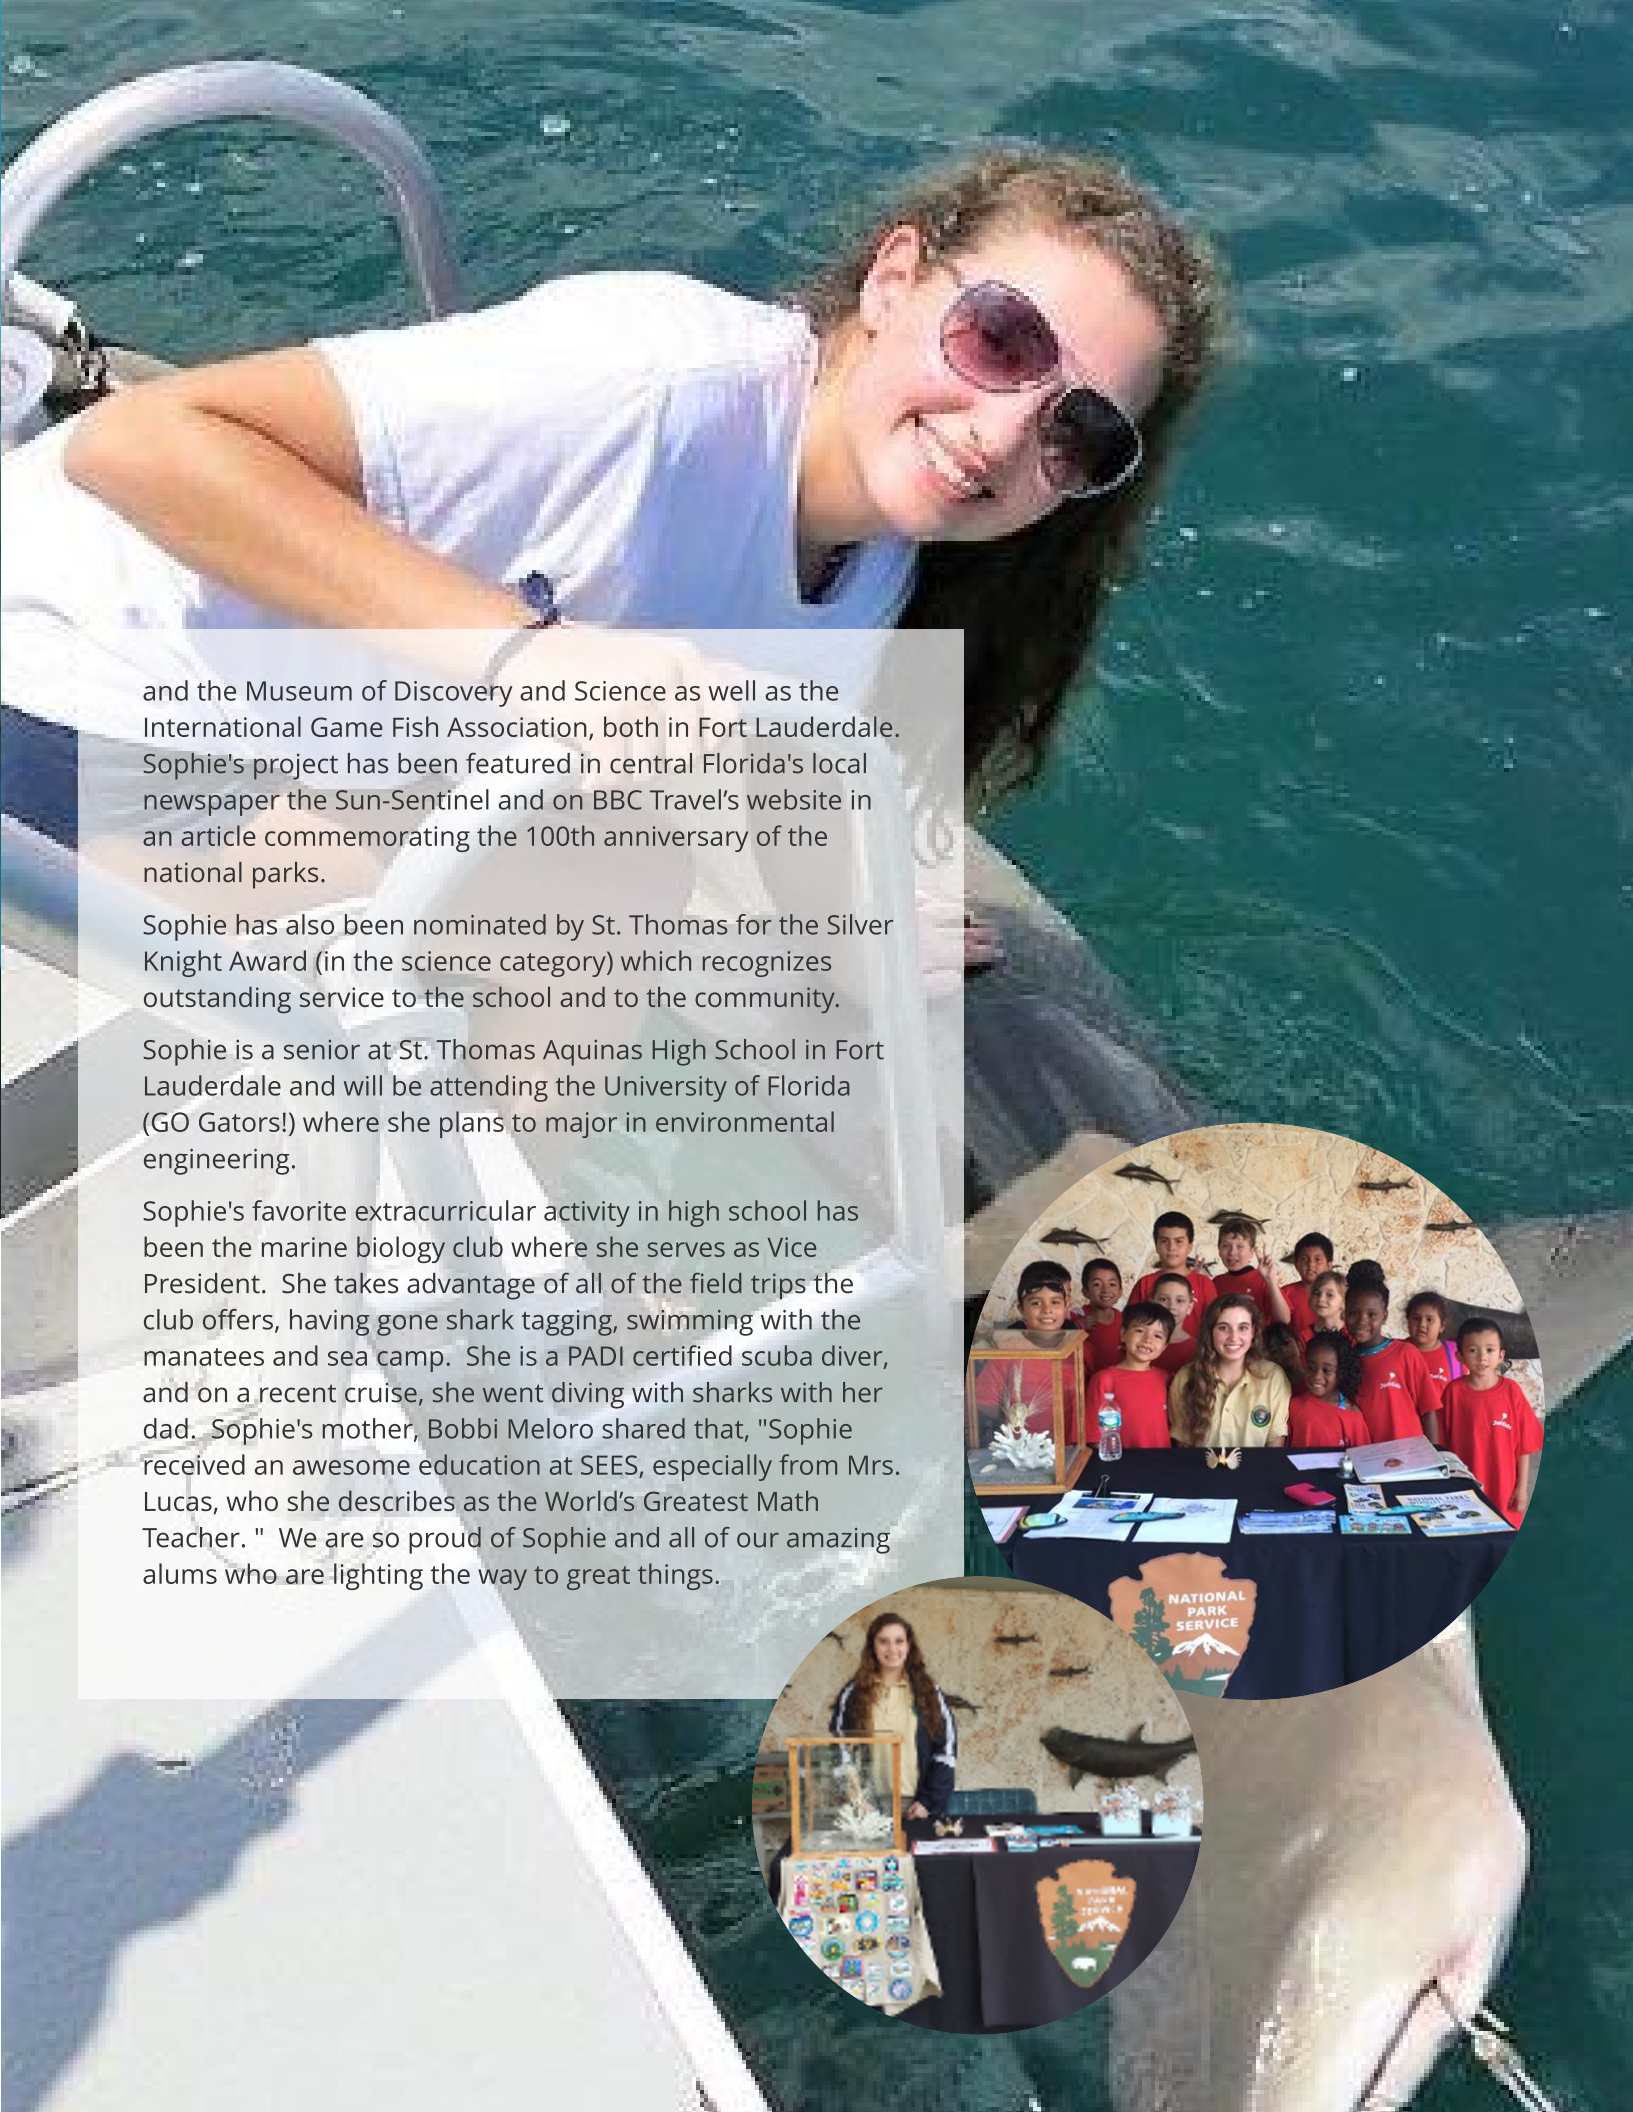 and the Museum of Discovery and Science as well as the
International Game Fish Association, both in Fort Lauderdale.
Sophie's project has been featured in central Florida's local
newspaper the Sun-Sentinel and on BBC Travel’s website in
an article commemorating the 100th anniversary of the
national parks.
Sophie has also been nominated by St. Thomas for the Silver
Knight Award (in the science category) which recognizes
outstanding service to the school and to the community.
Sophie is a senior at St. Thomas Aquinas High School in Fort
Lauderdale and will be attending the University of Florida
(GO Gators!) where she plans to major in environmental
engineering.
Sophie's favorite extracurricular activity in high school has
been the marine biology club where she serves as Vice
President.  She takes advantage of all of the field trips the
club offers, having gone shark tagging, swimming with the
manatees and sea camp.  She is a PADI certified scuba diver,
and on a recent cruise, she went diving with sharks with her
dad.  Sophie's mother, Bobbi Meloro shared that, "Sophie
received an awesome education at SEES, especially from Mrs.
Lucas, who she describes as the World’s Greatest Math
Teacher. "  We are so proud of Sophie and all of our amazing
alums who are lighting the way to great things.
NATIONAL
PARK
SERVICE
NATIONAL
PARK
SERVICE